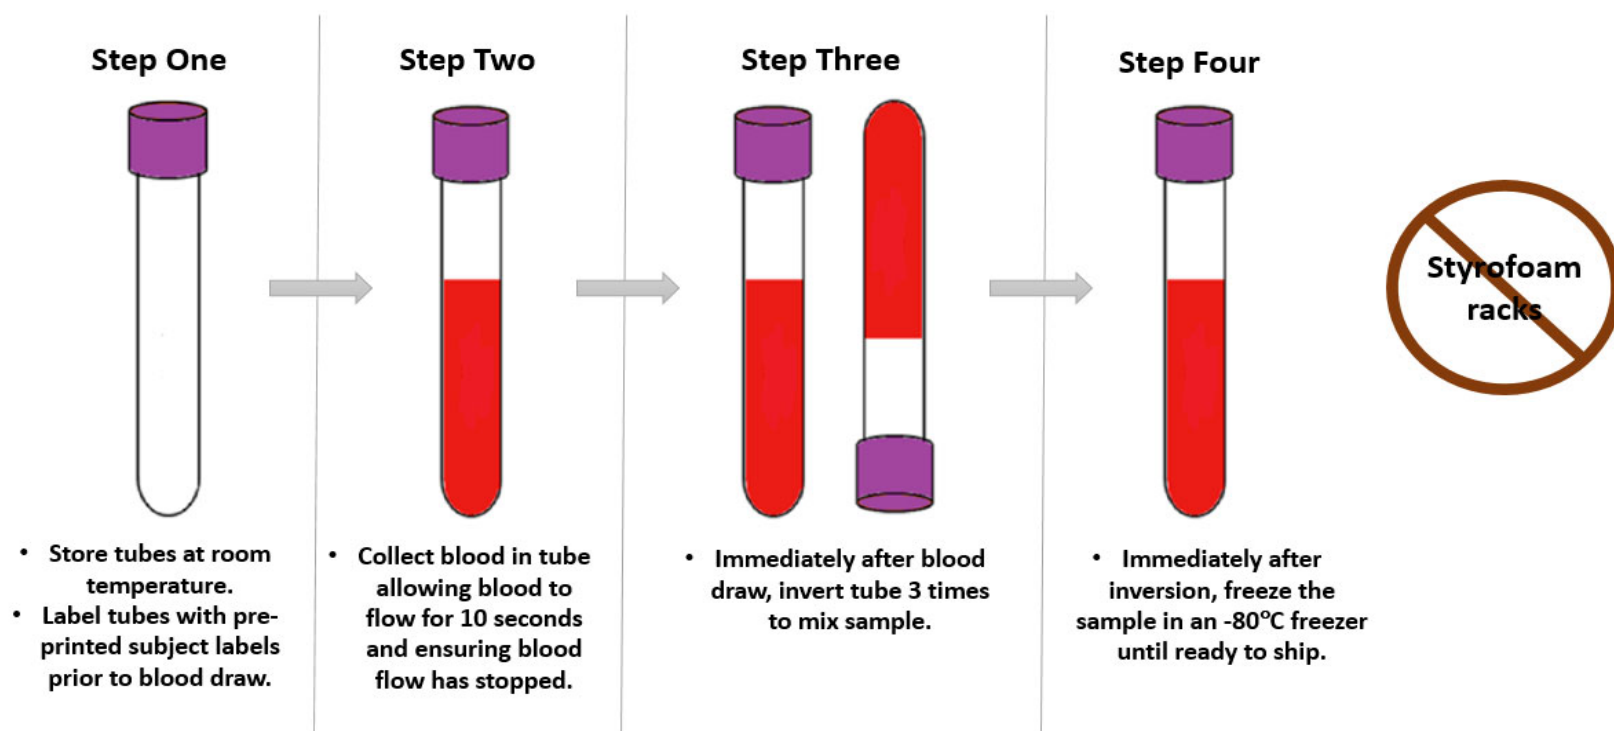 Step One
• Store tubes at room
temperature.
• Label tubes with pre-
printed subject labels
prior to blood draw.
Step Two
• Collect blood in tube
allowing blood to
flow for 10 seconds
and ensuring blood
flow has stopped.
Step Three
• Immediately after blood
draw, invert tube 3 times
to mix sample.
Step Four
• Immediately after
inversion, freeze the
sample in an -80°C freezer
until ready to ship.
Styrofoam
racks